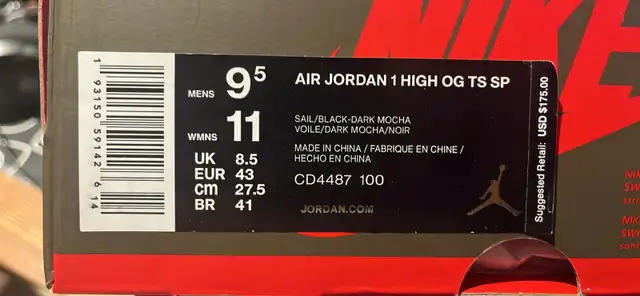 NIKE
1 93150 59142 6 14
MENS 9⁵
WMNS 11
UK 8.5
EUR 43
cm 27.5
BR 41
AIR JORDAN 1 HIGH OG TS SP
SAIL/BLACK-DARK MOCHA
VOILE/DARK MOCHA/NOIR
MADE IN CHINA / FABRIQUE EN CHINE /
HECHO EN CHINA
CD4487 100
JORDAN.COM
Suggested Retail: USD $175.00